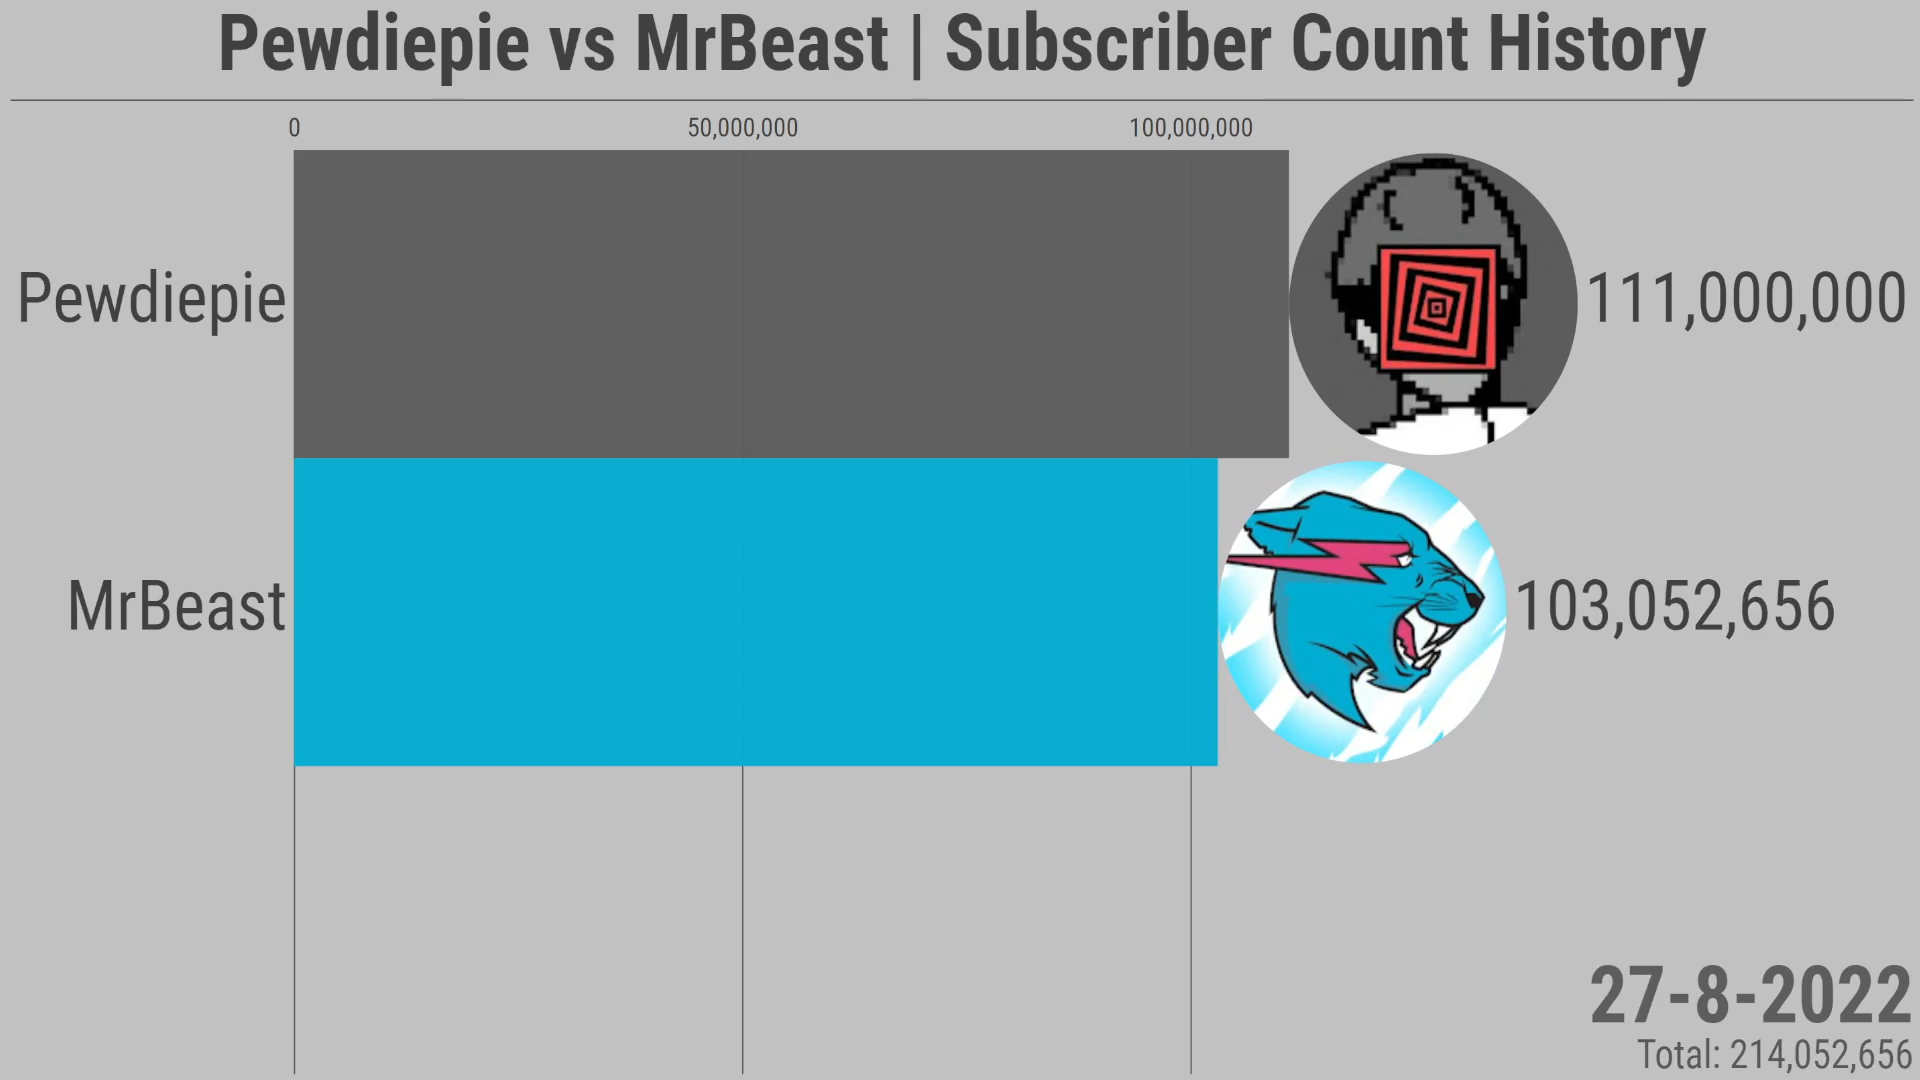 Pewdiepie vs MrBeast | Subscriber Count History
0 50,000,000 100,000,000
Pewdiepie 111,000,000
MrBeast 103,052,656
27-8-2022
Total: 214,052,656